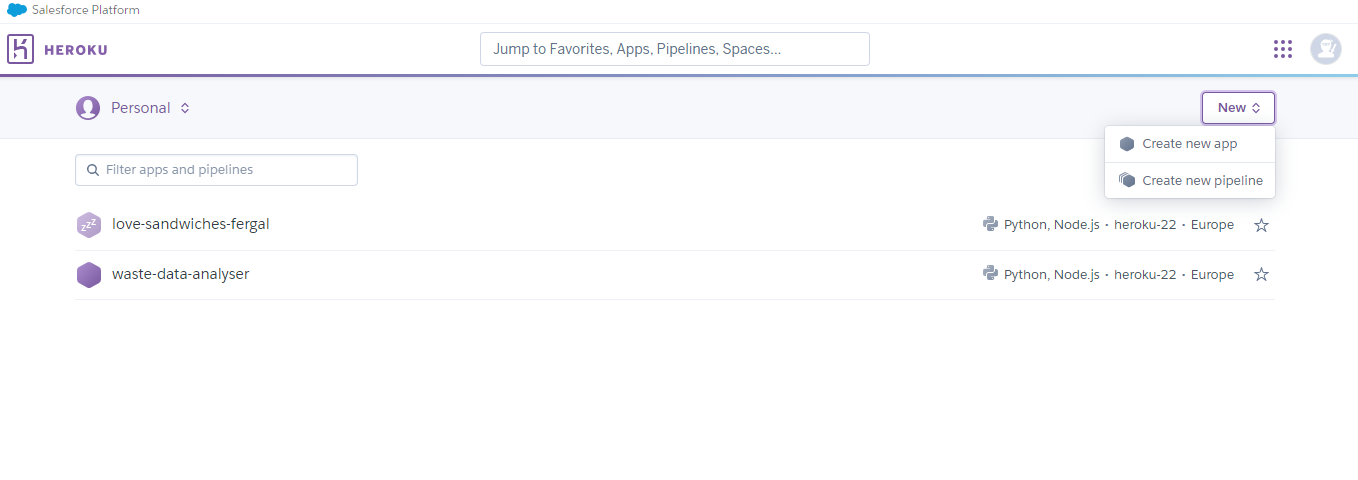 Salesforce Platform
HEROKU
Jump to Favorites, Apps, Pipelines, Spaces...
Personal
New
Create new app
Create new pipeline
Filter apps and pipelines
zzz love-sandwiches-fergal Python, Node.js · heroku-22 · Europe
waste-data-analyser Python, Node.js · heroku-22 · Europe